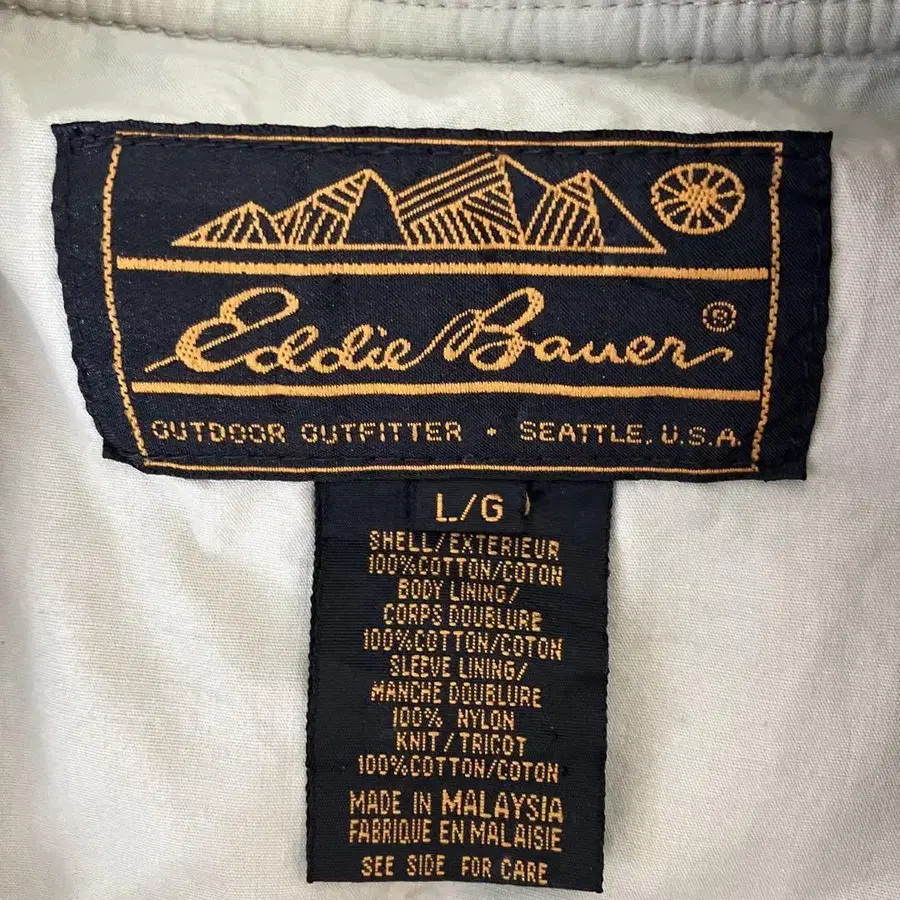 Eddie Bauer ®
OUTDOOR OUTFITTER • SEATTLE, U.S.A.
L/G
SHELL/EXTERIEUR
100%COTTON/COTON
BODY LINING/
CORPS DOUBLURE
100%COTTON/COTON
SLEEVE LINING/
MANCHE DOUBLURE
100% NYLON
KNIT/TRICOT
100%COTTON/COTON
MADE IN MALAYSIA
FABRIQUE EN MALAISIE
SEE SIDE FOR CARE